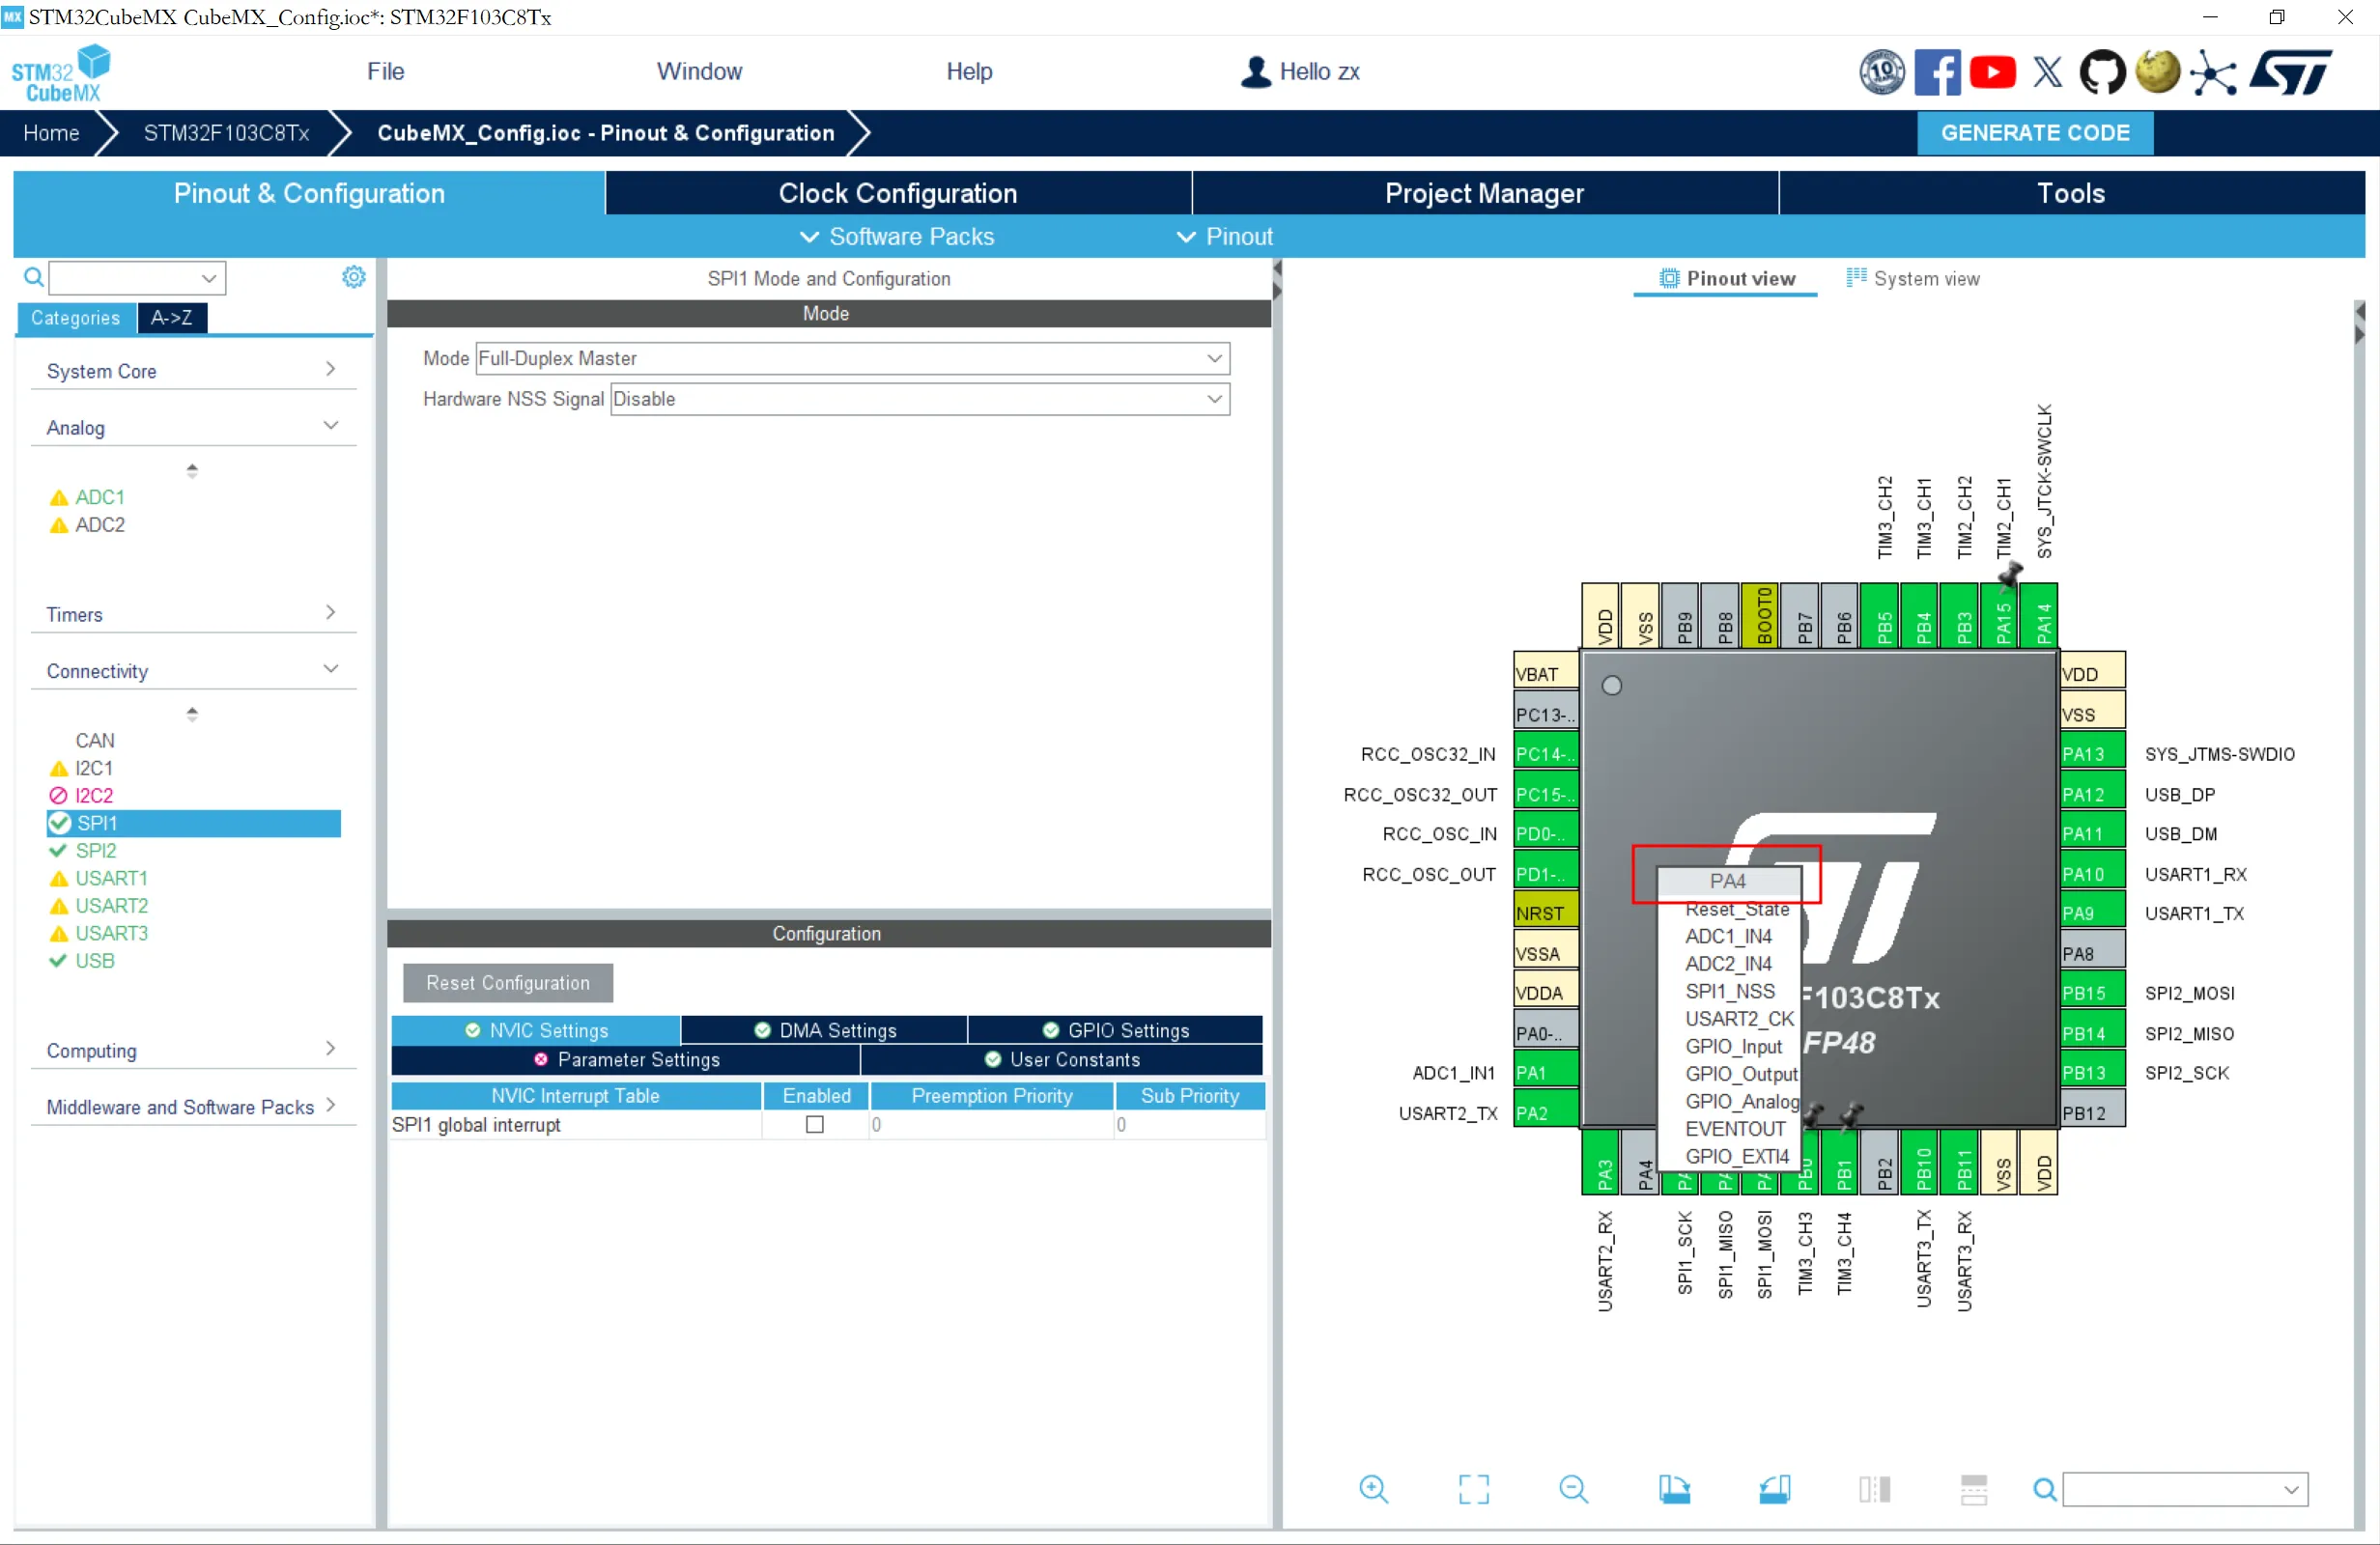 MX STM32CubeMX CubeMX_Config.ioc*: STM32F103C8Tx
STM32
CubeMX
File
Window
Help
Hello zx
10
Home
STM32F103C8Tx
CubeMX_Config.ioc - Pinout & Configuration
GENERATE CODE
Pinout & Configuration
Clock Configuration
Project Manager
Tools
Software Packs
Pinout
Categories
A->Z
System Core
Analog
ADC1
ADC2
Timers
Connectivity
CAN
I2C1
I2C2
SPI1
SPI2
USART1
USART2
USART3
USB
Computing
Middleware and Software Packs
SPI1 Mode and Configuration
Mode
Mode Full-Duplex Master
Hardware NSS Signal Disable
Configuration
Reset Configuration
NVIC Settings
DMA Settings
GPIO Settings
Parameter Settings
User Constants
NVIC Interrupt Table
Enabled
Preemption Priority
Sub Priority
SPI1 global interrupt
0
0
Pinout view
System view
TIM3_CH2
TIM3_CH1
TIM2_CH2
TIM2_CH1
SYS_JTCK-SWCLK
VDD
VSS
PB9
PB8
BOOT0
PB7
PB6
PB5
PB4
PB3
PA15
PA14
VBAT
PC13-..
RCC_OSC32_IN PC14-..
RCC_OSC32_OUT PC15-..
RCC_OSC_IN PD0-..
RCC_OSC_OUT PD1-..
NRST
VSSA
VDDA
PA0-..
ADC1_IN1 PA1
USART2_TX PA2
PA4
Reset_State
ADC1_IN4
ADC2_IN4
SPI1_NSS
USART2_CK
GPIO_Input
GPIO_Output
GPIO_Analog
EVENTOUT
GPIO_EXTI4
F103C8Tx
FP48
VDD
VSS
PA13 SYS_JTMS-SWDIO
PA12 USB_DP
PA11 USB_DM
PA10 USART1_RX
PA9 USART1_TX
PA8
PB15 SPI2_MOSI
PB14 SPI2_MISO
PB13 SPI2_SCK
PB12
PA3
PA4
PA
PA
PA
PB0
PB1
PB2
PB10
PB11
VSS
VDD
USART2_RX
SPI1_SCK
SPI1_MISO
SPI1_MOSI
TIM3_CH3
TIM3_CH4
USART3_TX
USART3_RX